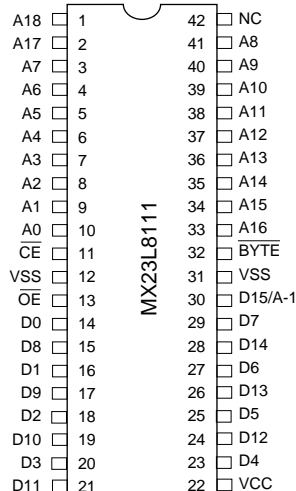 A18 1 42 NC
A17 2 41 A8
A7 3 40 A9
A6 4 39 A10
A5 5 38 A11
A4 6 37 A12
A3 7 36 A13
A2 8 35 A14
A1 9 34 A15
A0 10 33 A16
CE 11 32 BYTE
VSS 12 31 VSS
OE 13 30 D15/A-1
D0 14 29 D7
D8 15 28 D14
D1 16 27 D6
D9 17 26 D13
D2 18 25 D5
D10 19 24 D12
D3 20 23 D4
D11 21 22 VCC
MX23L8111